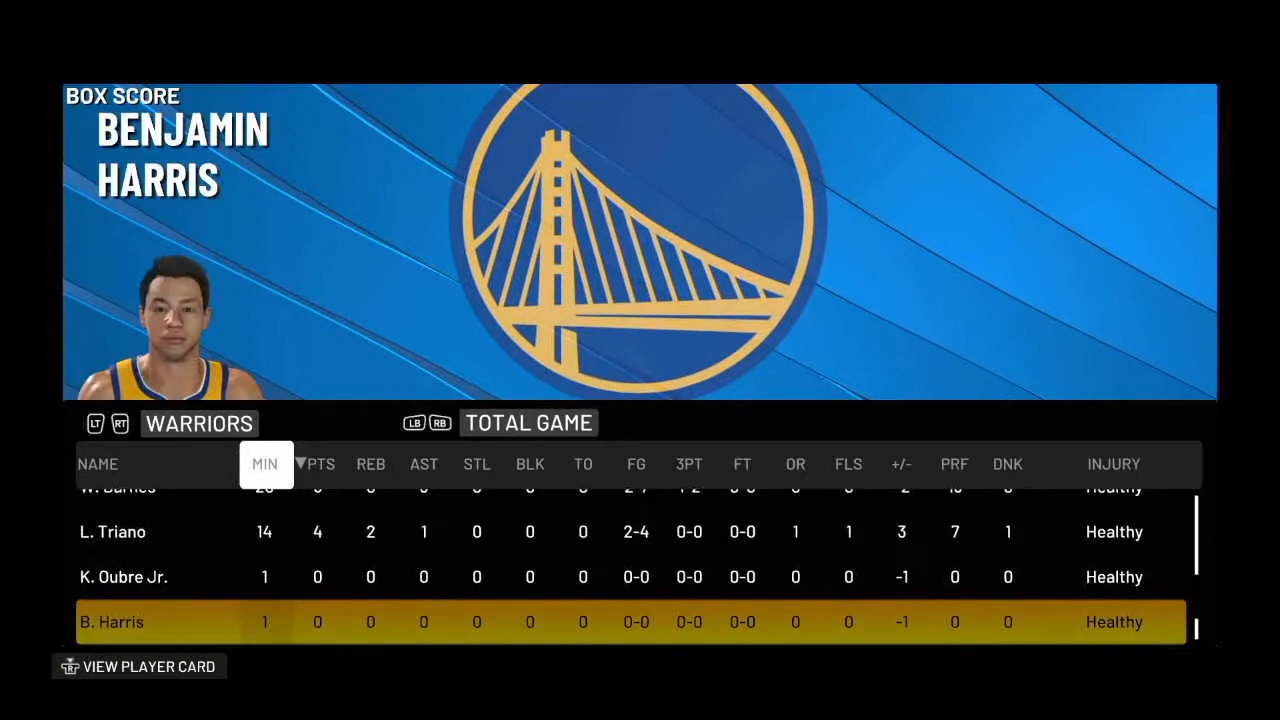 BOX SCORE
BENJAMIN
HARRIS
LT RT WARRIORS LB RB TOTAL GAME
NAME MIN ▼PTS REB AST STL BLK TO FG 3PT FT OR FLS +/- PRF DNK INJURY
Healthy
L. Triano 14 4 2 1 0 0 0 2-4 0-0 0-0 1 1 3 7 1 Healthy
K. Oubre Jr. 1 0 0 0 0 0 0 0-0 0-0 0-0 0 0 -1 0 0 Healthy
B. Harris 1 0 0 0 0 0 0 0-0 0-0 0-0 0 0 -1 0 0 Healthy
R VIEW PLAYER CARD